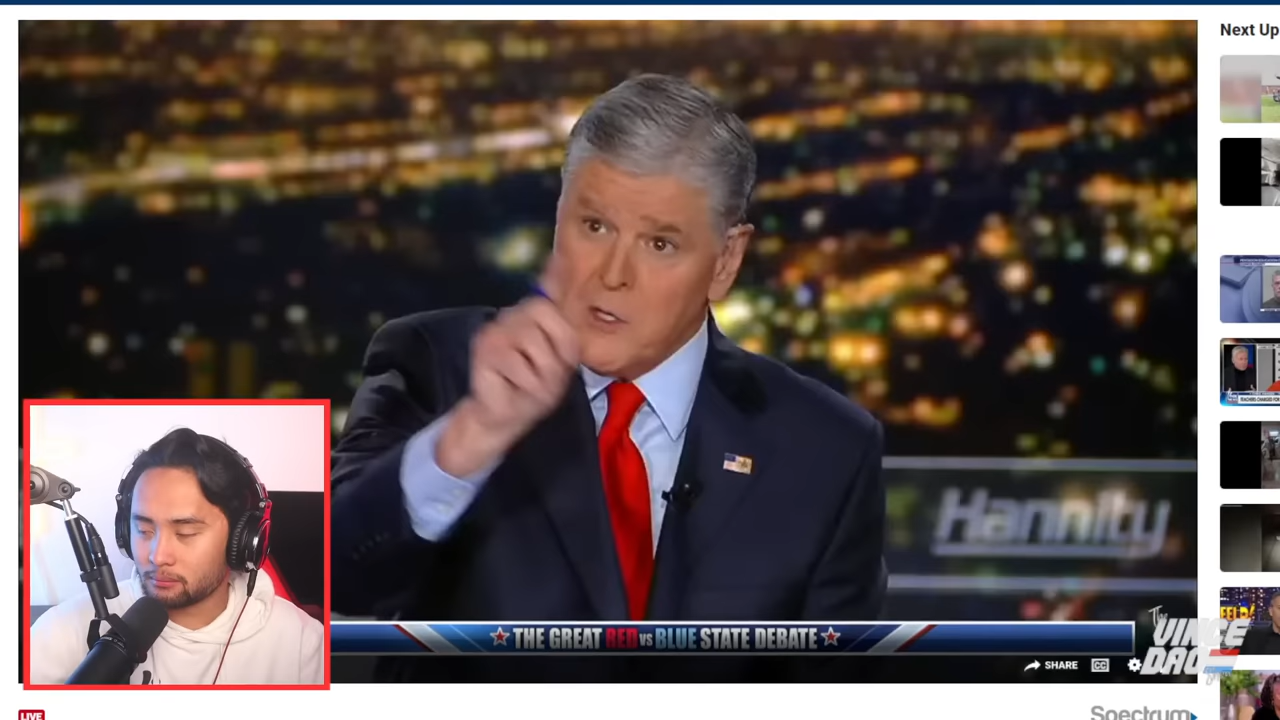 Next Up
Hannity
THE GREAT RED vs BLUE STATE DEBATE
SHARE
CC
The
VINCE
DAO
LIVE
Spectrum